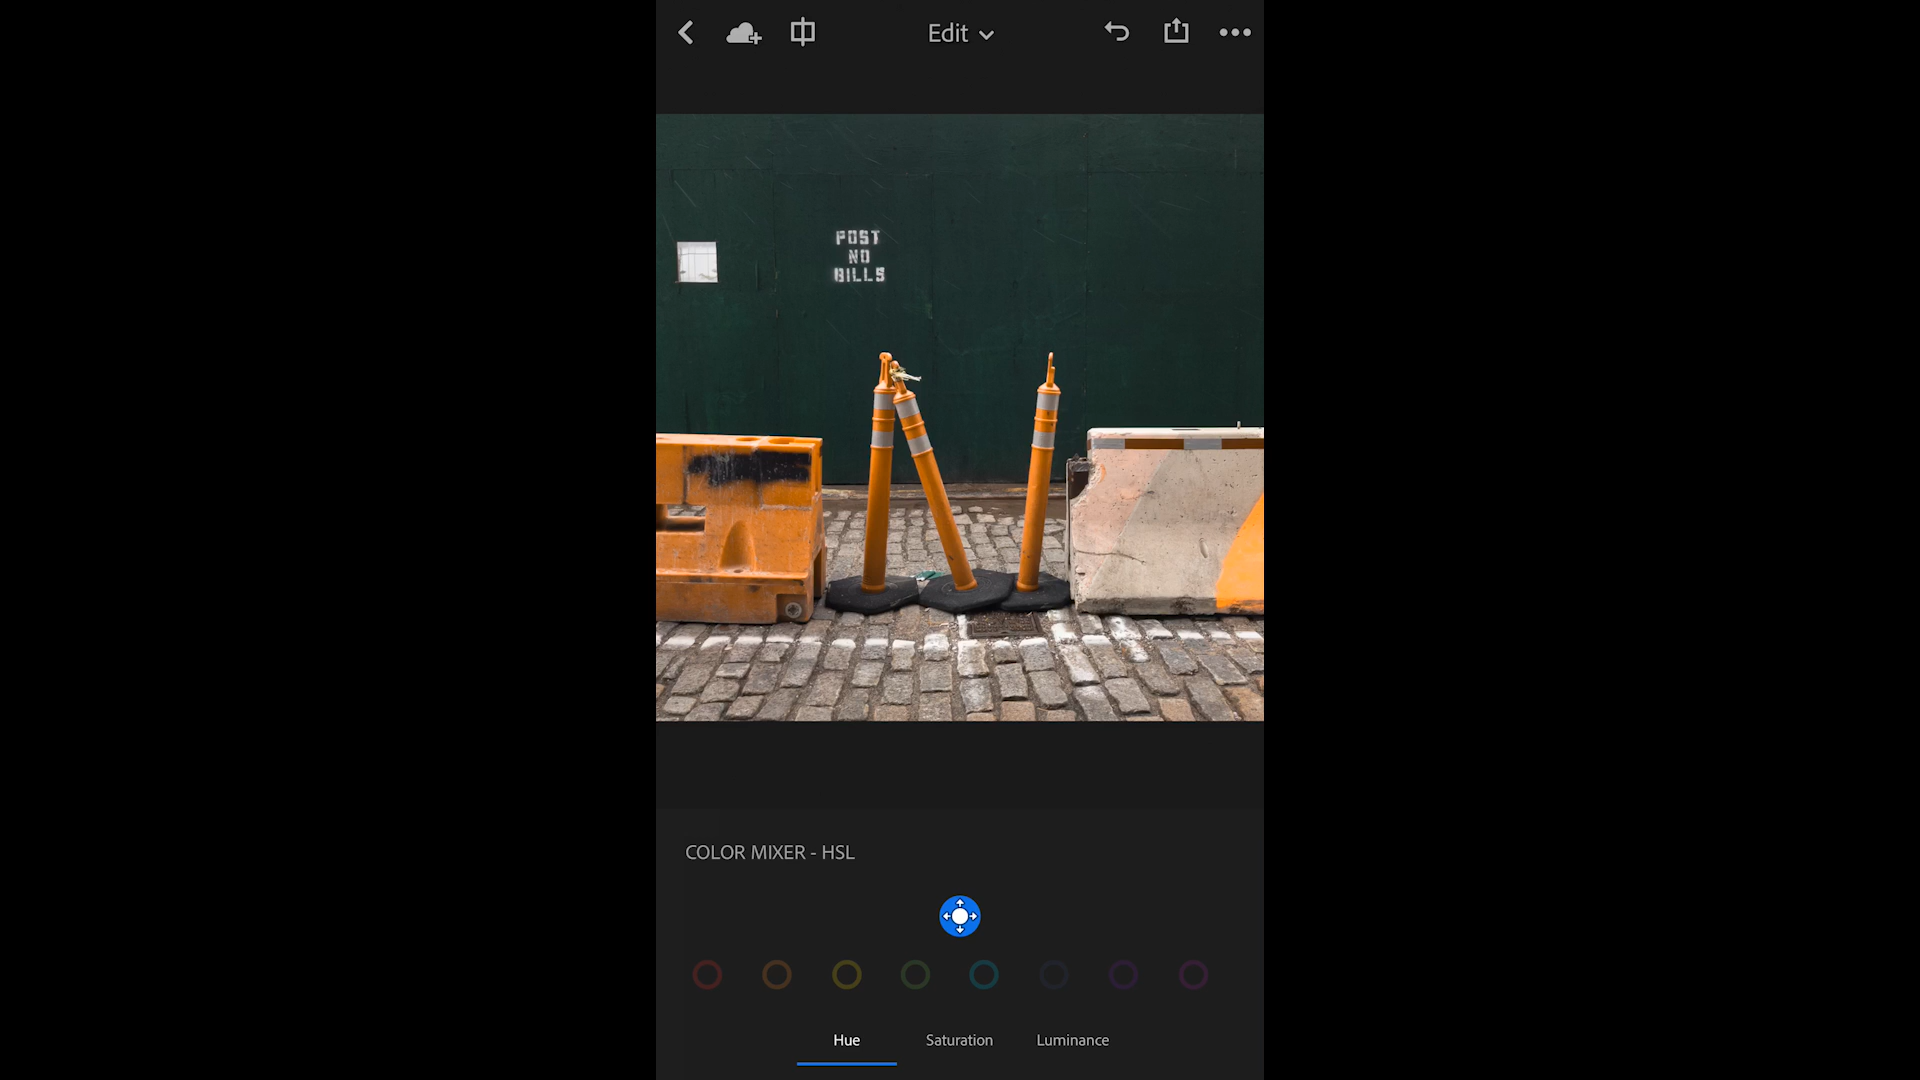 Edit
POST
NO
BILLS
COLOR MIXER - HSL
Hue Saturation Luminance